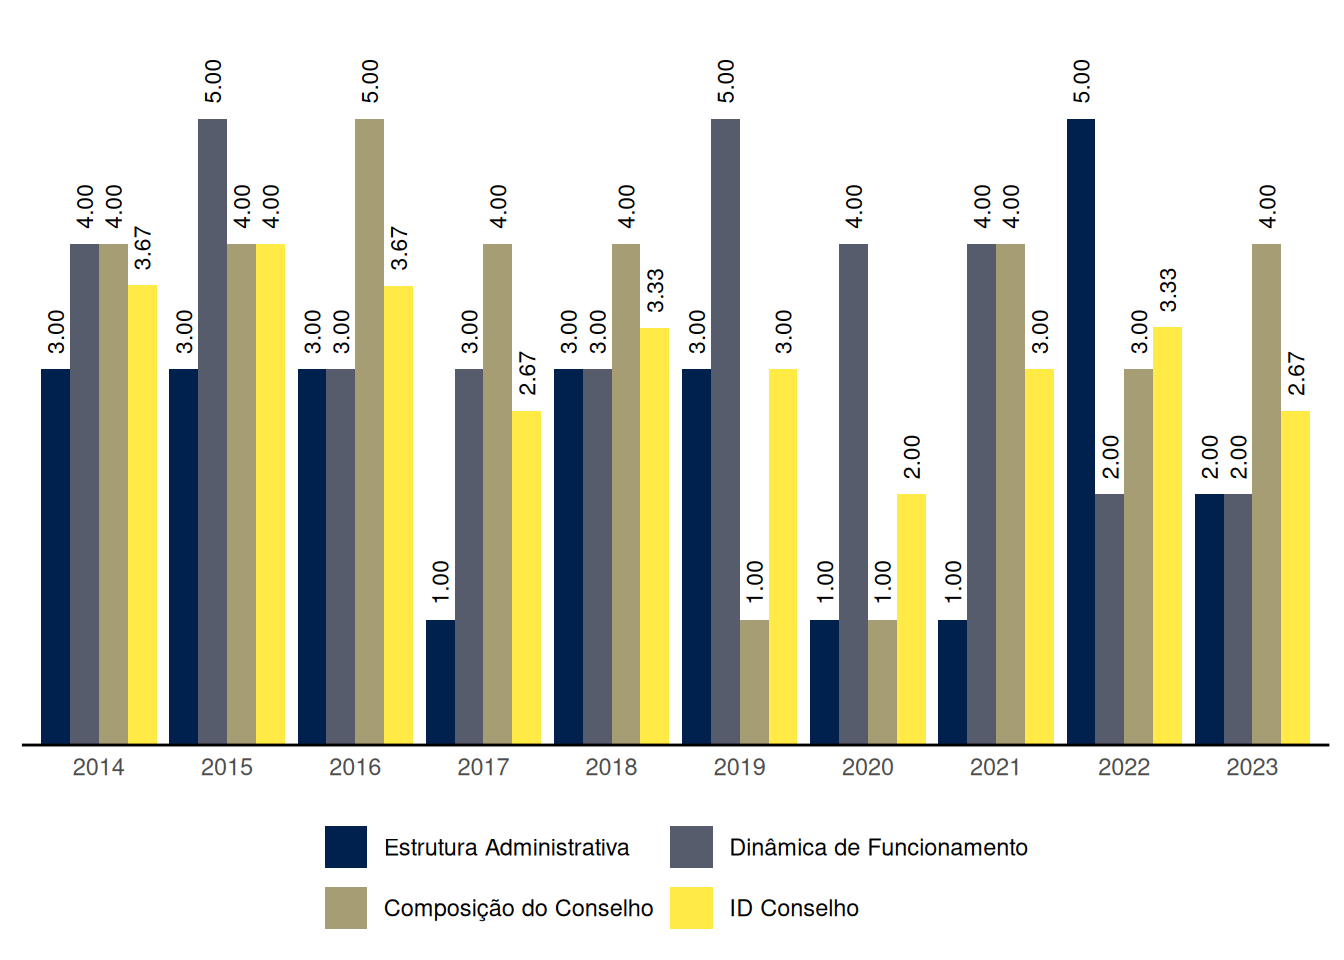 3.00 4.00 4.00 3.67
3.00 5.00 4.00 4.00
3.00 3.00 5.00 3.67
1.00 3.00 4.00 2.67
3.00 3.00 4.00 3.33
3.00 5.00 1.00 3.00
1.00 4.00 1.00 2.00
1.00 4.00 4.00 3.00
5.00 2.00 3.00 3.33
2.00 2.00 4.00 2.67
2014 2015 2016 2017 2018 2019 2020 2021 2022 2023
Estrutura Administrativa Dinâmica de Funcionamento
Composição do Conselho ID Conselho